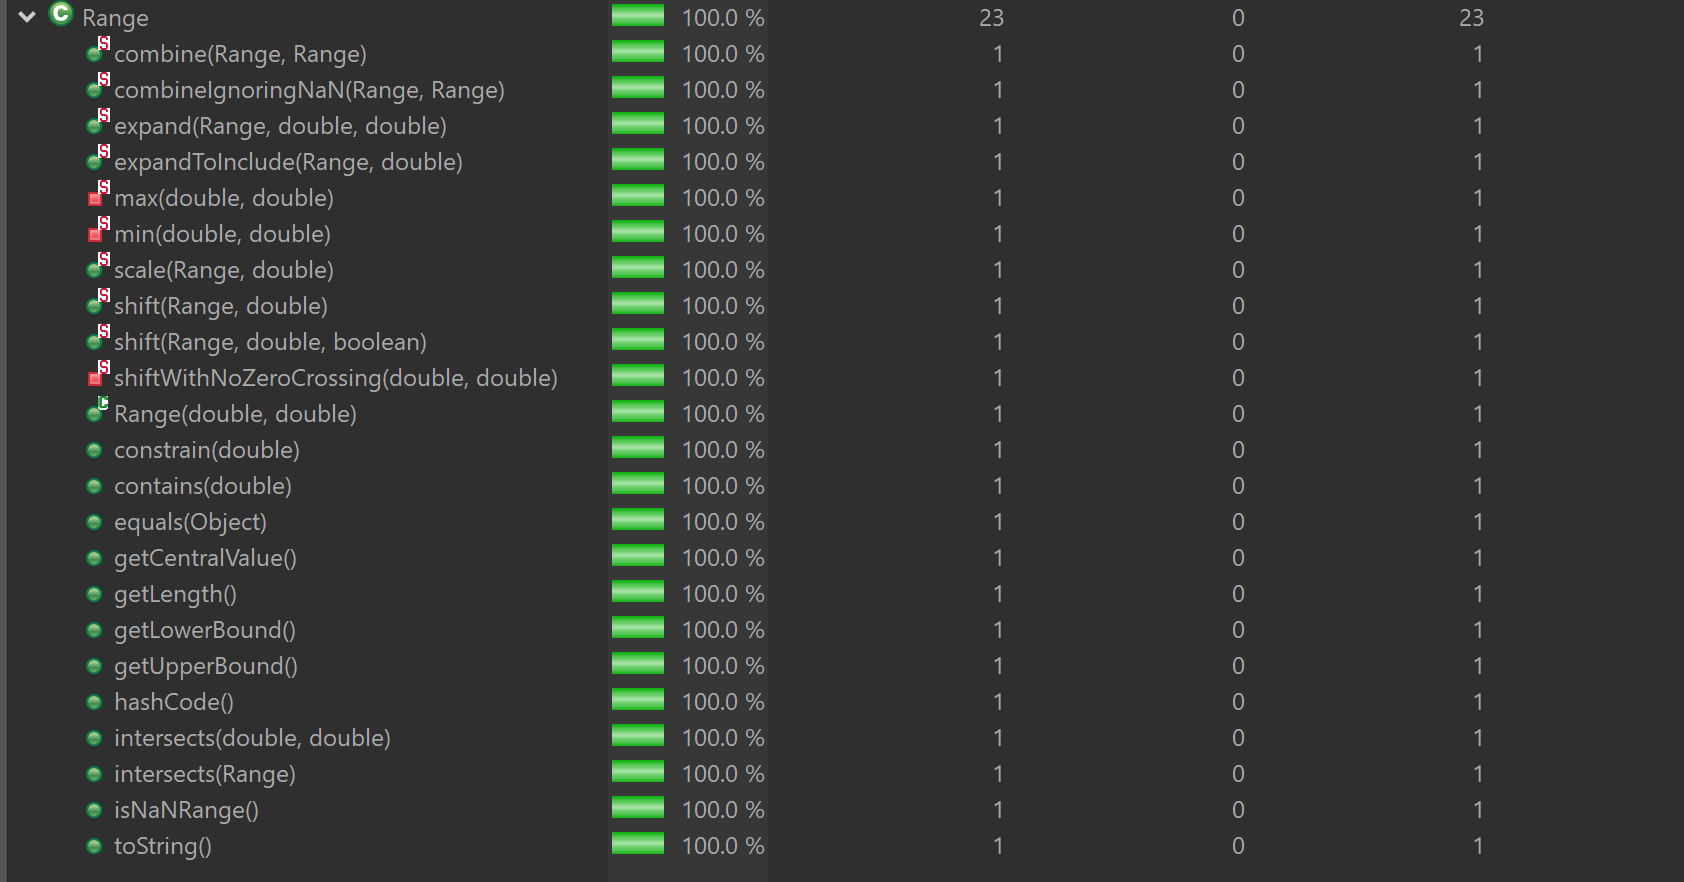 C Range 100.0 % 23 0 23
S combine(Range, Range) 100.0 % 1 0 1
S combineIgnoringNaN(Range, Range) 100.0 % 1 0 1
S expand(Range, double, double) 100.0 % 1 0 1
S expandToInclude(Range, double) 100.0 % 1 0 1
S max(double, double) 100.0 % 1 0 1
S min(double, double) 100.0 % 1 0 1
S scale(Range, double) 100.0 % 1 0 1
S shift(Range, double) 100.0 % 1 0 1
S shift(Range, double, boolean) 100.0 % 1 0 1
S shiftWithNoZeroCrossing(double, double) 100.0 % 1 0 1
C Range(double, double) 100.0 % 1 0 1
constrain(double) 100.0 % 1 0 1
contains(double) 100.0 % 1 0 1
equals(Object) 100.0 % 1 0 1
getCentralValue() 100.0 % 1 0 1
getLength() 100.0 % 1 0 1
getLowerBound() 100.0 % 1 0 1
getUpperBound() 100.0 % 1 0 1
hashCode() 100.0 % 1 0 1
intersects(double, double) 100.0 % 1 0 1
intersects(Range) 100.0 % 1 0 1
isNaNRange() 100.0 % 1 0 1
toString() 100.0 % 1 0 1